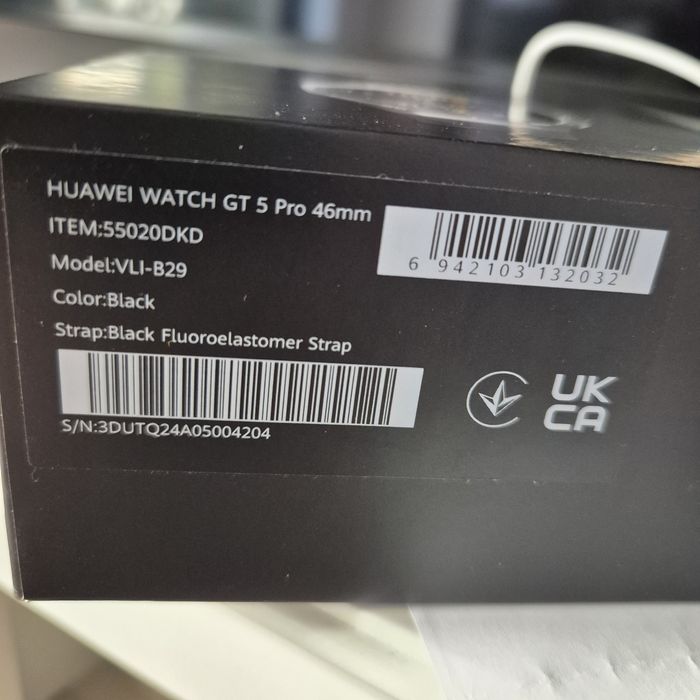 HUAWEI WATCH GT 5 Pro 46mm
ITEM:55020DKD
Model:VLI-B29
Color:Black
Strap:Black Fluoroelastomer Strap
S/N:3DUTQ24A05004204
6 942103 132032
UK
CA